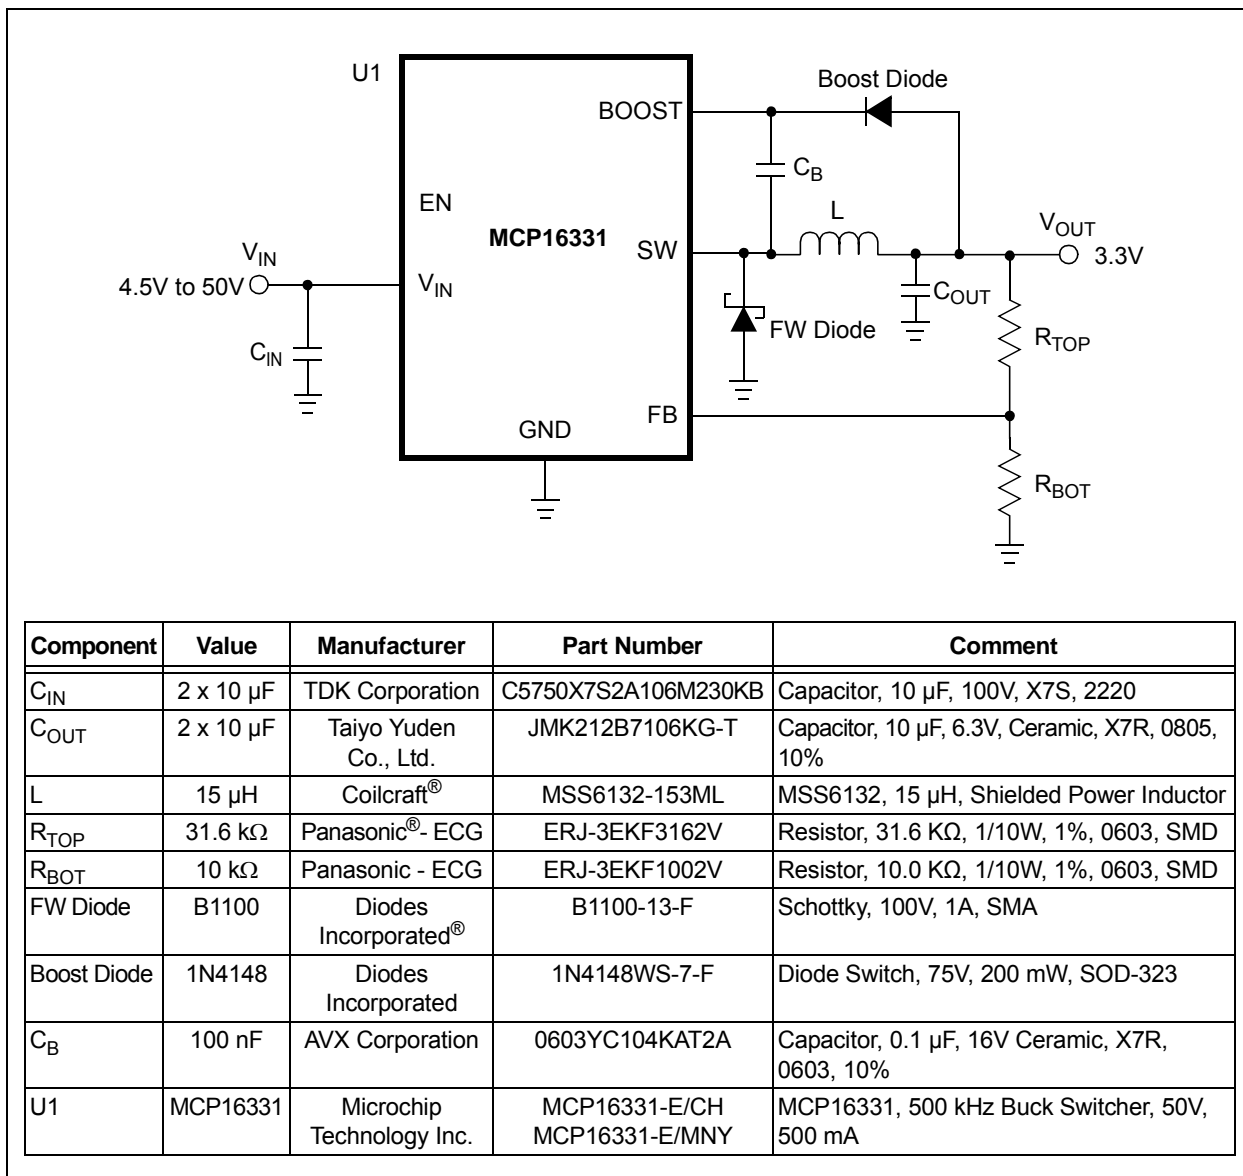 U1
BOOST
Boost Diode
C_B
EN
MCP16331
SW
L
V_OUT
3.3V
V_IN
4.5V to 50V
V_IN
C_IN
C_OUT
FW Diode
R_TOP
GND
FB
R_BOT
Component Value Manufacturer Part Number Comment
C_IN 2 x 10 µF TDK Corporation C5750X7S2A106M230KB Capacitor, 10 µF, 100V, X7S, 2220
C_OUT 2 x 10 µF Taiyo Yuden JMK212B7106KG-T Capacitor, 10 µF, 6.3V, Ceramic, X7R, 0805,
Co., Ltd. 10%
L 15 µH Coilcraft® MSS6132-153ML MSS6132, 15 µH, Shielded Power Inductor
R_TOP 31.6 kΩ Panasonic®- ECG ERJ-3EKF3162V Resistor, 31.6 KΩ, 1/10W, 1%, 0603, SMD
R_BOT 10 kΩ Panasonic - ECG ERJ-3EKF1002V Resistor, 10.0 KΩ, 1/10W, 1%, 0603, SMD
FW Diode B1100 Diodes B1100-13-F Schottky, 100V, 1A, SMA
Incorporated®
Boost Diode 1N4148 Diodes 1N4148WS-7-F Diode Switch, 75V, 200 mW, SOD-323
Incorporated
C_B 100 nF AVX Corporation 0603YC104KAT2A Capacitor, 0.1 µF, 16V Ceramic, X7R,
0603, 10%
U1 MCP16331 Microchip MCP16331-E/CH MCP16331, 500 kHz Buck Switcher, 50V,
Technology Inc. MCP16331-E/MNY 500 mA